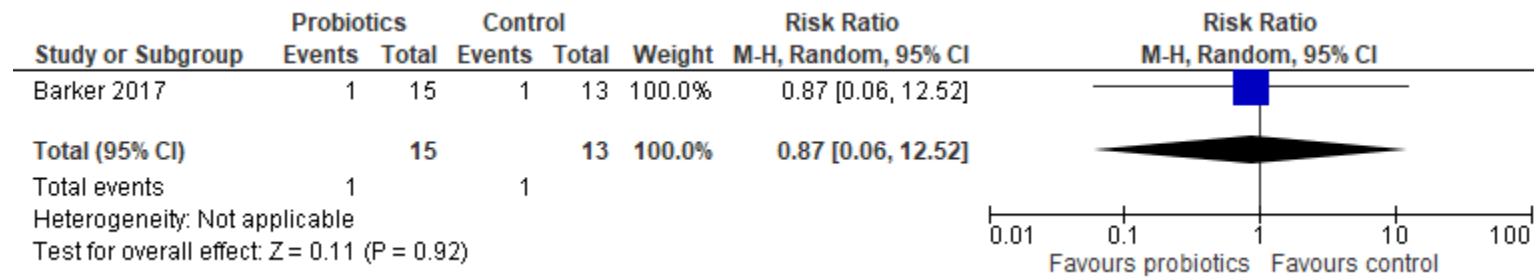 Probiotics Control Risk Ratio Risk Ratio
Study or Subgroup Events Total Events Total Weight M-H, Random, 95% CI M-H, Random, 95% CI
Barker 2017 1 15 1 13 100.0% 0.87 [0.06, 12.52]
Total (95% CI) 15 13 100.0% 0.87 [0.06, 12.52]
Total events 1 1
Heterogeneity: Not applicable
Test for overall effect: Z = 0.11 (P = 0.92)
0.01 0.1 1 10 100
Favours probiotics Favours control